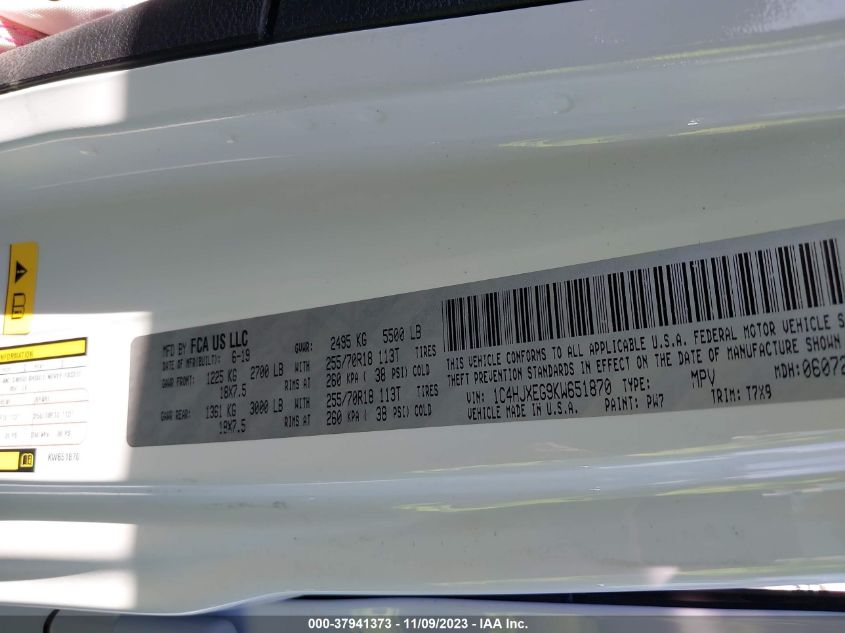 MFD BY FCA US LLC
DATE OF MFR(BUILT): 6-19
GVWR: 2495 KG 5500 LB
GAWR FRONT: 1225 KG 2700 LB WITH 255/70R18 113T TIRES
18X7.5 RIMS AT 260 KPA ( 38 PSI) COLD
GAWR REAR: 1361 KG 3000 LB WITH 255/70R18 113T TIRES
18X7.5 RIMS AT 260 KPA ( 38 PSI) COLD
THIS VEHICLE CONFORMS TO ALL APPLICABLE U.S.A. FEDERAL MOTOR VEHICLE S
THEFT PREVENTION STANDARDS IN EFFECT ON THE DATE OF MANUFACTURE SHOWN
MDH: 06072
VIN: 1C4HJXEG9KW651870 TYPE: MPV
VEHICLE MADE IN U.S.A. PAINT: PW7 TRIM: T7X9
INFORMATION
KW651870
000-37941373 - 11/09/2023 - IAA Inc.